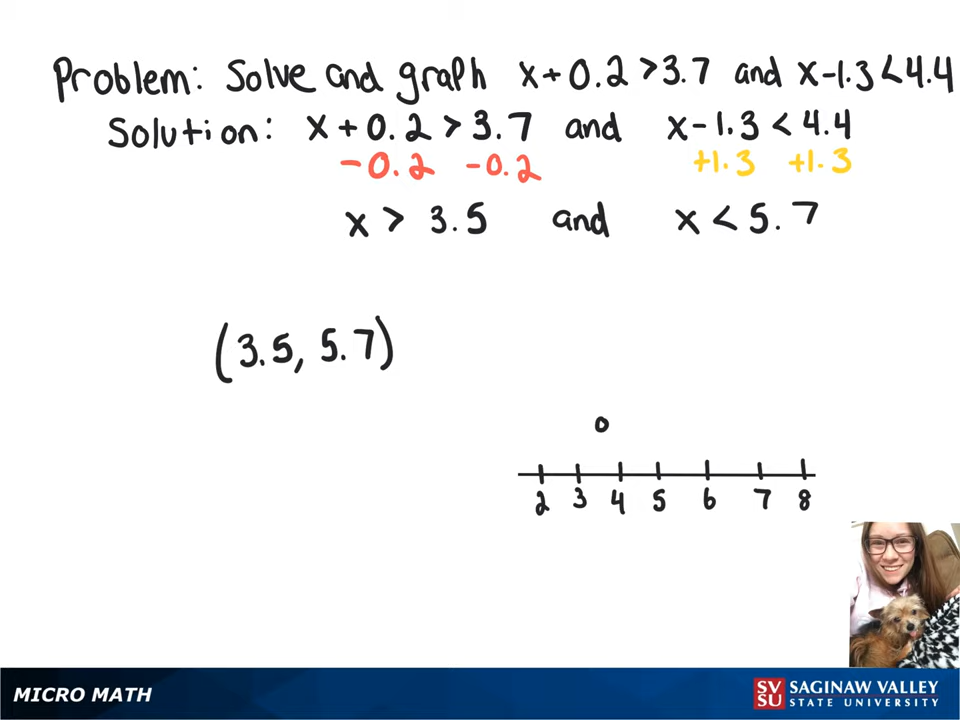 Problem: Solve and graph x+0.2>3.7 and x-1.3<4.4
Solution: x+0.2>3.7 and x-1.3<4.4
-0.2 -0.2 +1.3 +1.3
x > 3.5 and x < 5.7
(3.5, 5.7)
2 3 4 5 6 7 8
MICRO MATH
SV SU SAGINAW VALLEY
STATE UNIVERSITY